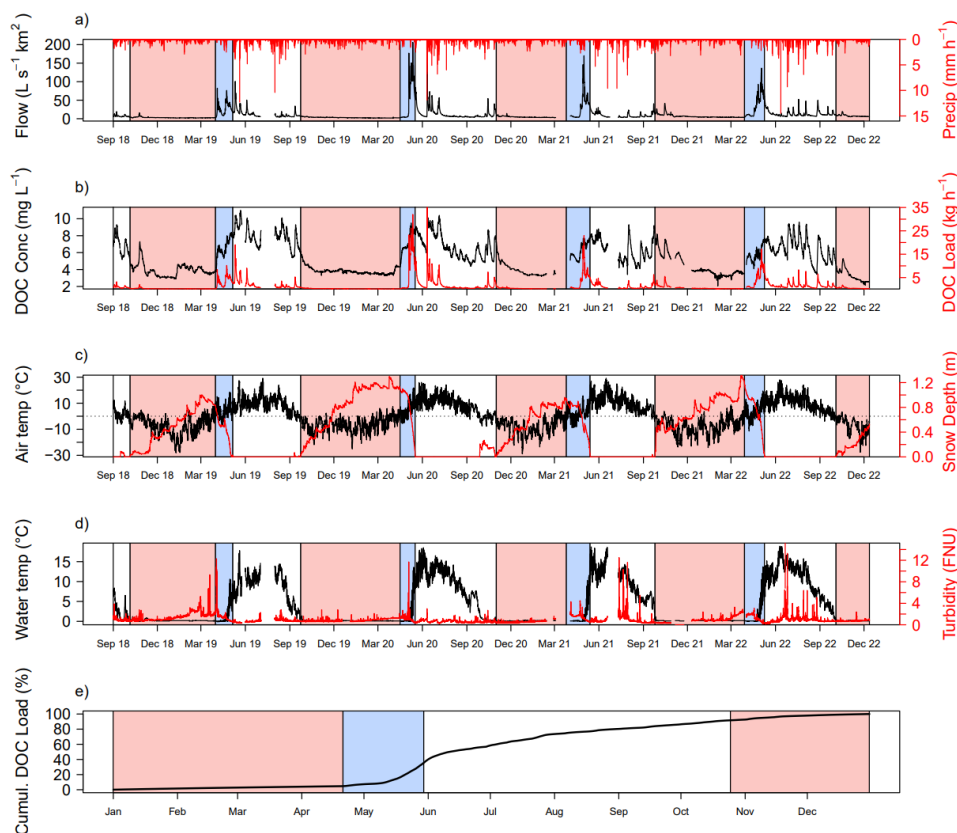 a)
Flow (L s⁻¹ km²)
200
150
100
50
0
0
5
10
15
Precip (mm h⁻¹)
Sep 18 Dec 18 Mar 19 Jun 19 Sep 19 Dec 19 Mar 20 Jun 20 Sep 20 Dec 20 Mar 21 Jun 21 Sep 21 Dec 21 Mar 22 Jun 22 Sep 22 Dec 22
b)
DOC Conc (mg L⁻¹)
10
8
6
4
2
35
25
15
5
DOC Load (kg h⁻¹)
Sep 18 Dec 18 Mar 19 Jun 19 Sep 19 Dec 19 Mar 20 Jun 20 Sep 20 Dec 20 Mar 21 Jun 21 Sep 21 Dec 21 Mar 22 Jun 22 Sep 22 Dec 22
c)
Air temp (°C)
30
10
−10
−30
1.2
0.8
0.4
0.0
Snow Depth (m)
Sep 18 Dec 18 Mar 19 Jun 19 Sep 19 Dec 19 Mar 20 Jun 20 Sep 20 Dec 20 Mar 21 Jun 21 Sep 21 Dec 21 Mar 22 Jun 22 Sep 22 Dec 22
d)
Water temp (°C)
15
10
5
0
12
8
4
0
Turbidity (FNU)
Sep 18 Dec 18 Mar 19 Jun 19 Sep 19 Dec 19 Mar 20 Jun 20 Sep 20 Dec 20 Mar 21 Jun 21 Sep 21 Dec 21 Mar 22 Jun 22 Sep 22 Dec 22
e)
Cumul. DOC Load (%)
100
80
60
40
20
0
Jan Feb Mar Apr May Jun Jul Aug Sep Oct Nov Dec